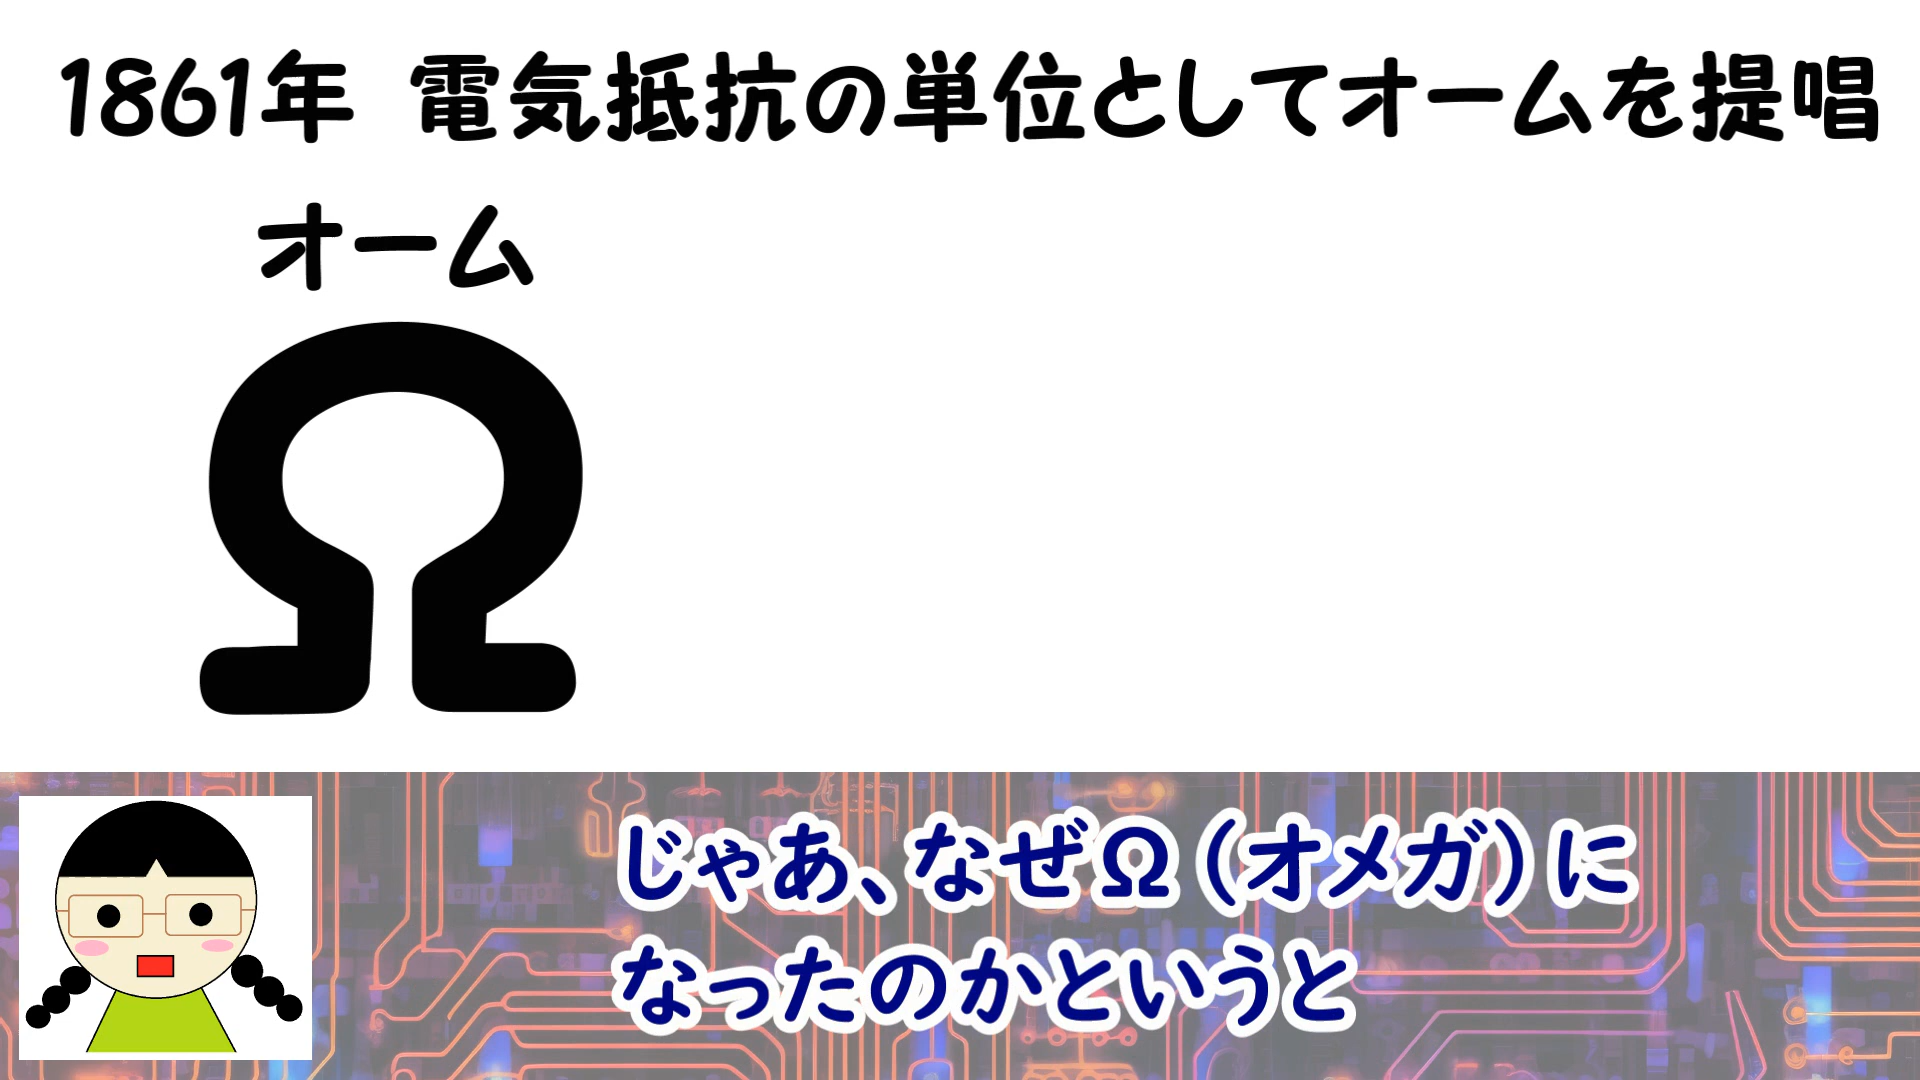 1861年 電気抵抗の単位としてオームを提唱
オーム
Ω
じゃあ、なぜΩ(オメガ)に
なったのかというと